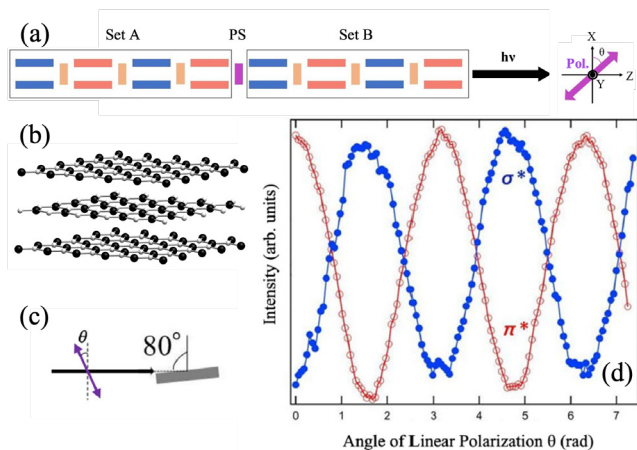 (a)
Set A
PS
Set B
hν
X
θ
Pol.
Z
Y
(b)
(c)
θ
80°
Intensity (arb. units)
σ*
π*
(d)
0 1 2 3 4 5 6 7
Angle of Linear Polarization θ (rad)